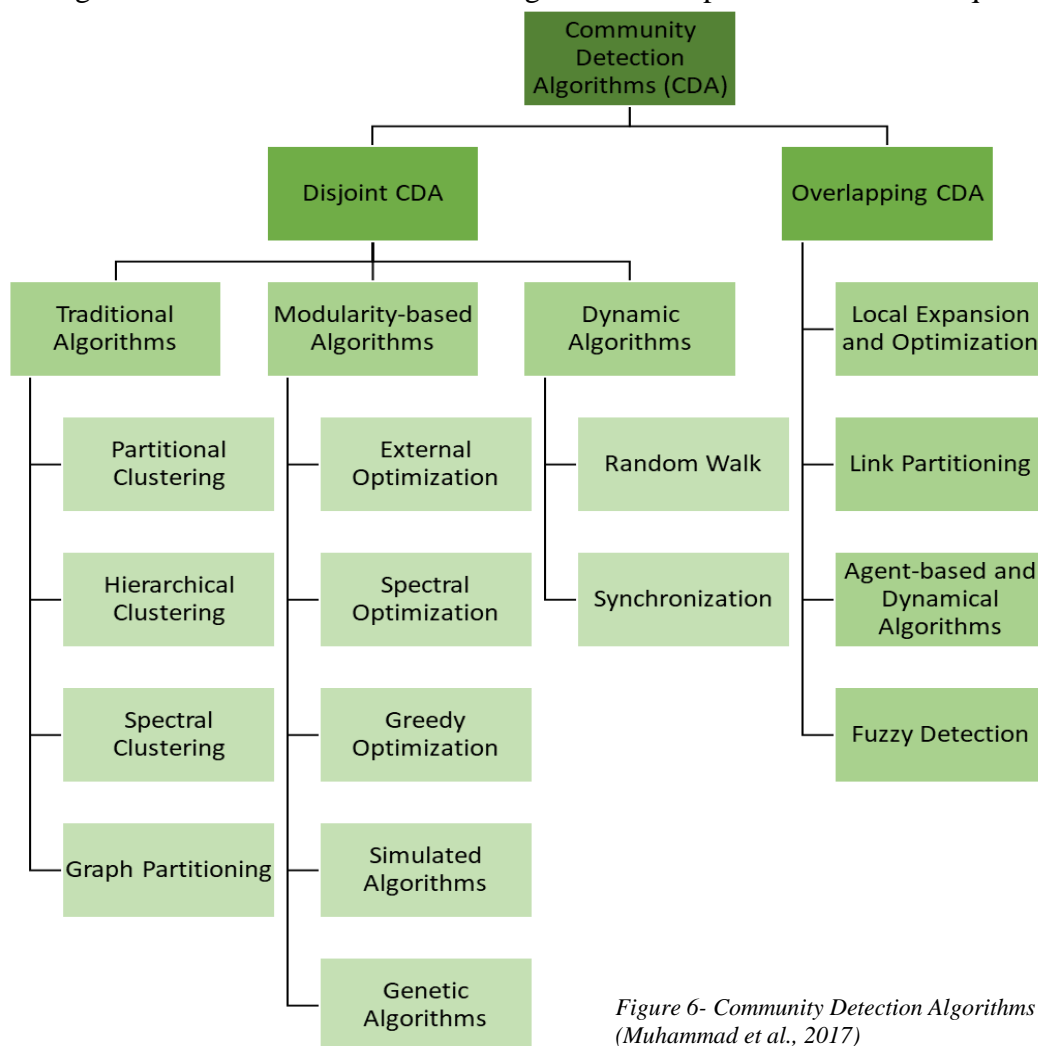 Community
Detection
Algorithms (CDA)
Disjoint CDA
Overlapping CDA
Traditional
Algorithms
Modularity-based
Algorithms
Dynamic
Algorithms
Local Expansion
and Optimization
Partitional
Clustering
External
Optimization
Random Walk
Link Partitioning
Hierarchical
Clustering
Spectral
Optimization
Synchronization
Agent-based and
Dynamical
Algorithms
Spectral
Clustering
Greedy
Optimization
Fuzzy Detection
Graph Partitioning
Simulated
Algorithms
Genetic
Algorithms
Figure 6- Community Detection Algorithms
(Muhammad et al., 2017)